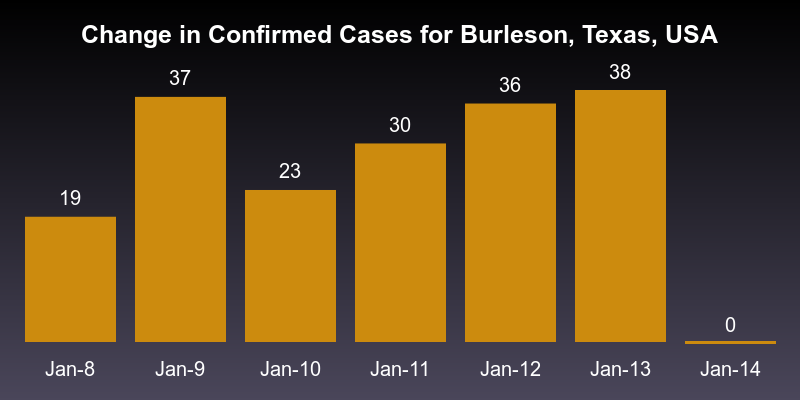 Change in Confirmed Cases for Burleson, Texas, USA
19
37
23
30
36
38
0
Jan-8
Jan-9
Jan-10
Jan-11
Jan-12
Jan-13
Jan-14